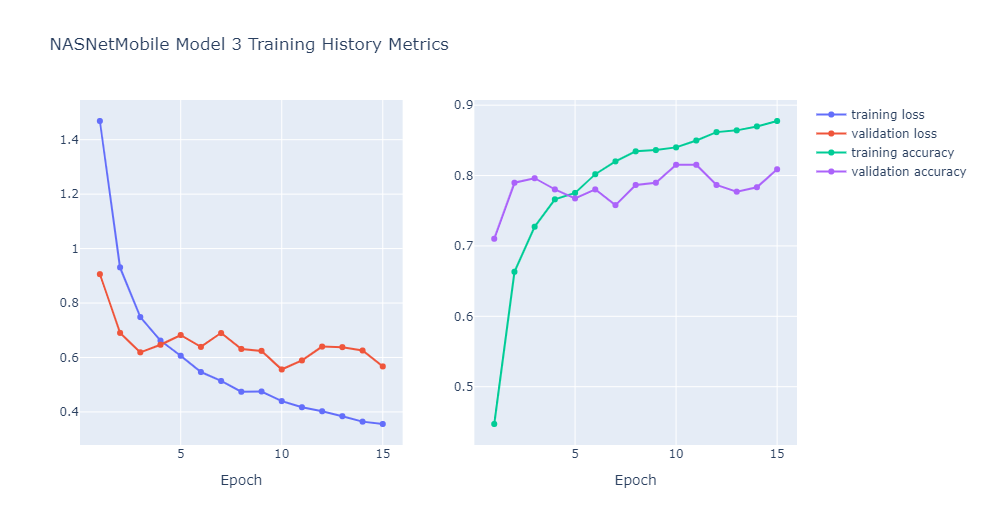 NASNetMobile Model 3 Training History Metrics
1.4
1.2
1
0.8
0.6
0.4
5
10
15
Epoch
0.9
0.8
0.7
0.6
0.5
5
10
15
Epoch
training loss
validation loss
training accuracy
validation accuracy